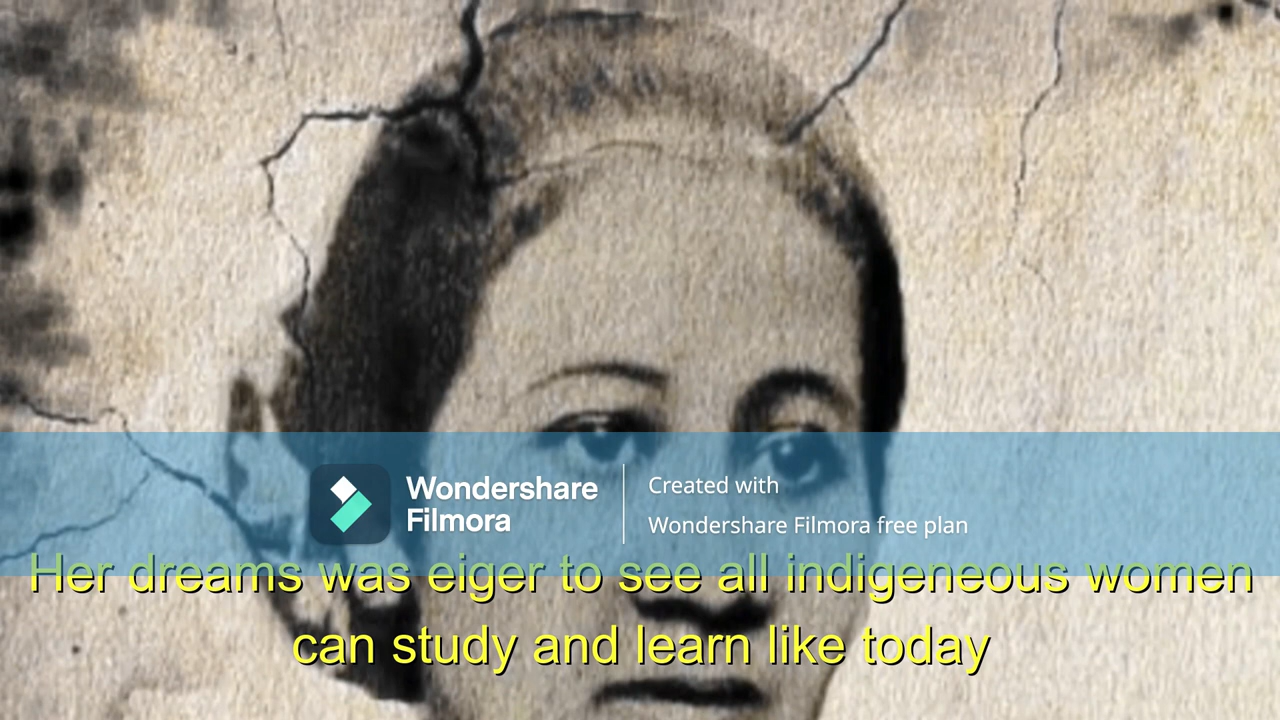 Wondershare
Filmora
Created with
Wondershare Filmora free plan
Her dreams was eiger to see all indigeneous women
can study and learn like today